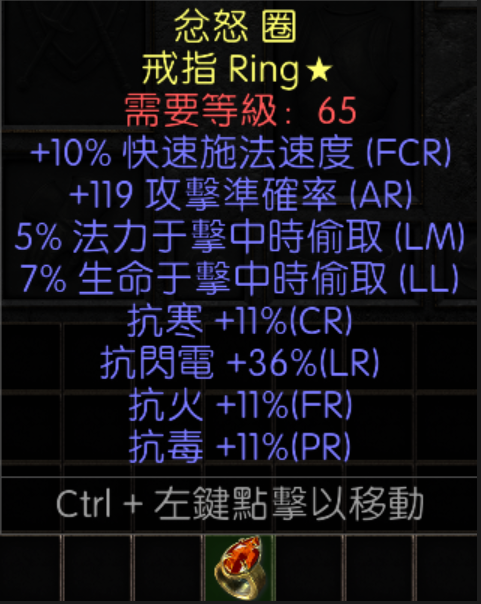 忿怒 圈
戒指 Ring★
需要等級：65
+10% 快速施法速度 (FCR)
+119 攻擊準確率 (AR)
5% 法力于擊中時偷取 (LM)
7% 生命于擊中時偷取 (LL)
抗寒 +11%(CR)
抗閃電 +36%(LR)
抗火 +11%(FR)
抗毒 +11%(PR)
Ctrl + 左鍵點擊以移動